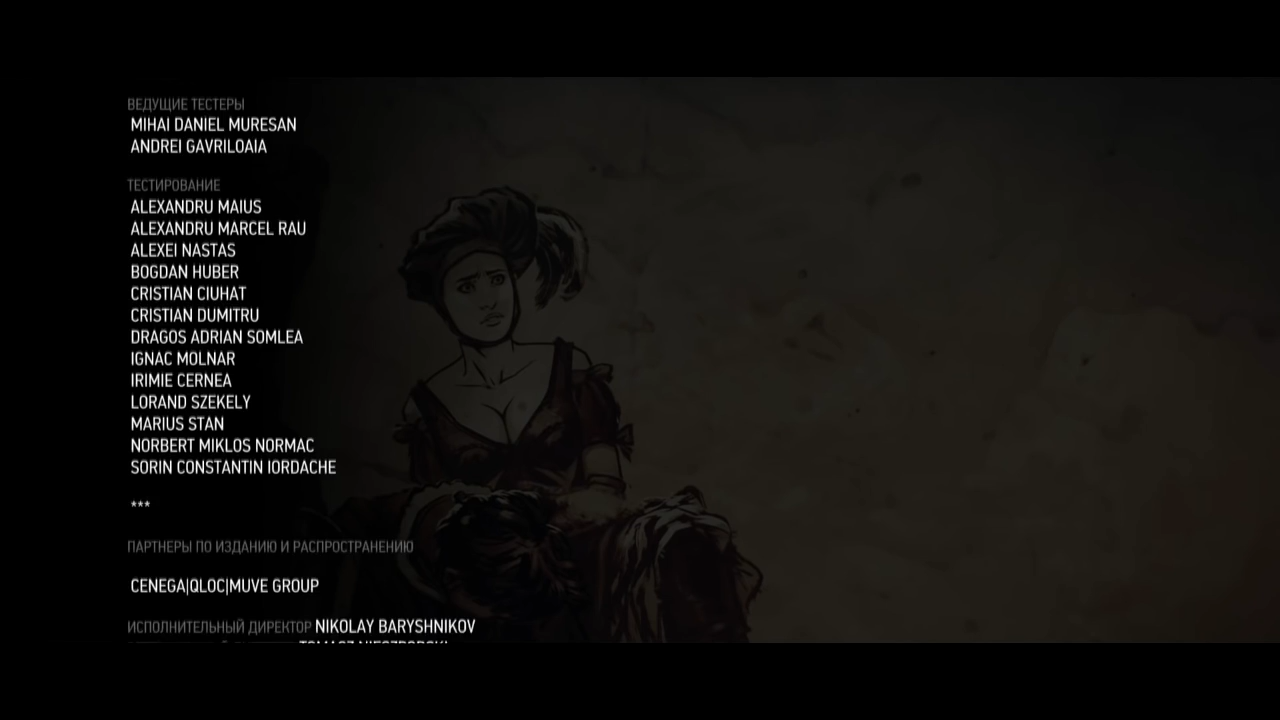 ВЕДУЩИЕ ТЕСТЕРЫ
MIHAI DANIEL MURESAN
ANDREI GAVRILOAIA
ТЕСТИРОВАНИЕ
ALEXANDRU MAIUS
ALEXANDRU MARCEL RAU
ALEXEI NASTAS
BOGDAN HUBER
CRISTIAN CIUHAT
CRISTIAN DUMITRU
DRAGOS ADRIAN SOMLEA
IGNAC MOLNAR
IRIMIE CERNEA
LORAND SZEKELY
MARIUS STAN
NORBERT MIKLOS NORMAC
SORIN CONSTANTIN IORDACHE
***
ПАРТНЕРЫ ПО ИЗДАНИЮ И РАСПРОСТРАНЕНИЮ
CENEGA|QLOC|MUVE GROUP
ИСПОЛНИТЕЛЬНЫЙ ДИРЕКТОР NIKOLAY BARYSHNIKOV